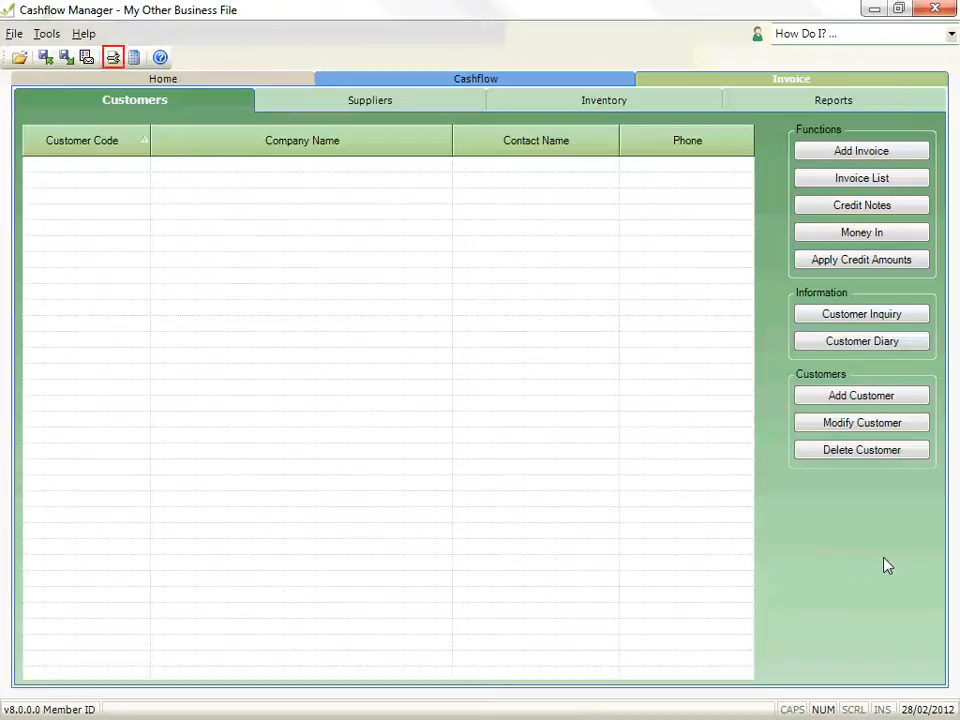 Cashflow Manager - My Other Business File
File Tools Help
How Do I? ...
Home Cashflow Invoice
Customers Suppliers Inventory Reports
Customer Code Company Name Contact Name Phone
Functions
Add Invoice
Invoice List
Credit Notes
Money In
Apply Credit Amounts
Information
Customer Inquiry
Customer Diary
Customers
Add Customer
Modify Customer
Delete Customer
v8.0.0.0 Member ID CAPS NUM SCRL INS 28/02/2012